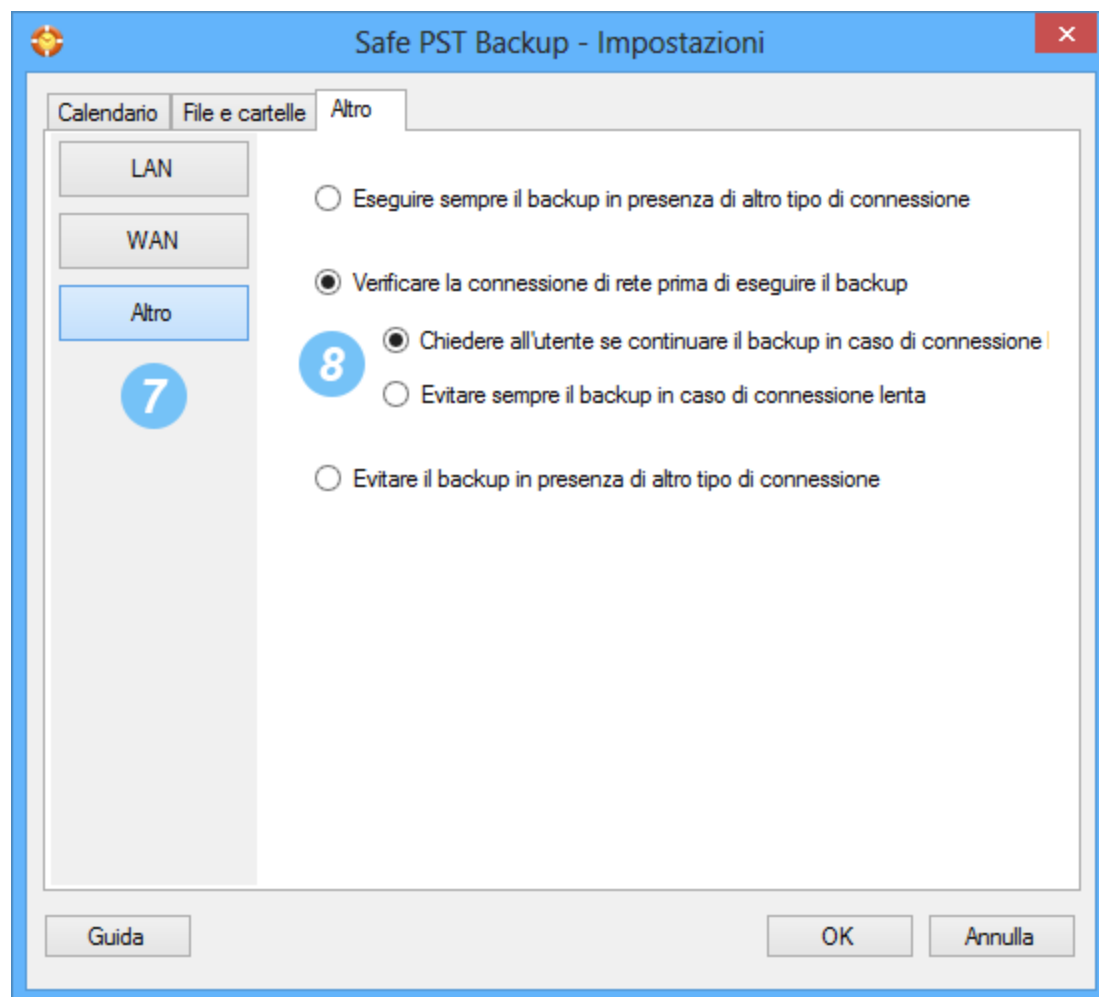 Safe PST Backup - Impostazioni
Calendario File e cartelle Altro
LAN
Eseguire sempre il backup in presenza di altro tipo di connessione
WAN
Verificare la connessione di rete prima di eseguire il backup
Altro
Chiedere all'utente se continuare il backup in caso di connessione
8
Evitare sempre il backup in caso di connessione lenta
7
Evitare il backup in presenza di altro tipo di connessione
Guida OK Annulla